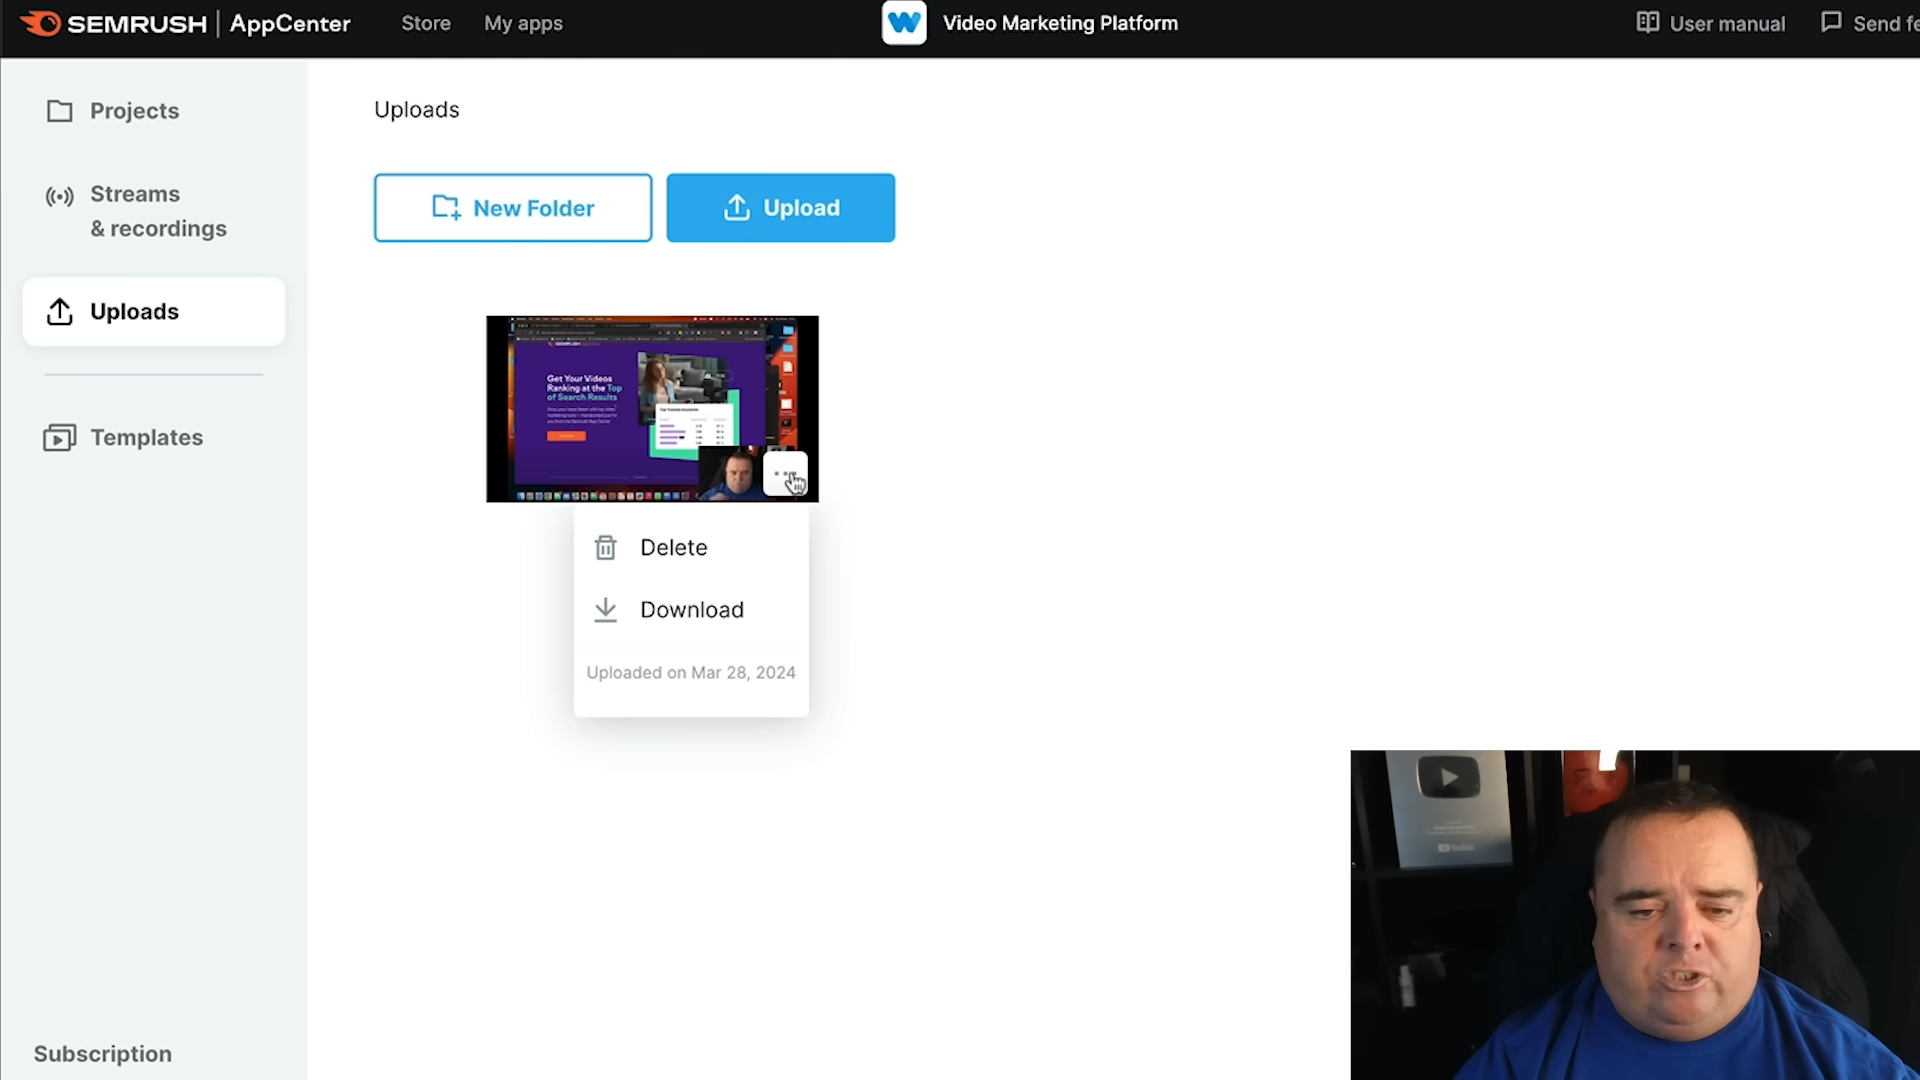 SEMRUSH | AppCenter
Store
My apps
Video Marketing Platform
User manual
Send fe
Projects
Streams
& recordings
Uploads
Templates
Subscription
Uploads
New Folder
Upload
SEMRUSH
Get Your Videos
Ranking at the Top
of Search Results
Delete
Download
Uploaded on Mar 28, 2024
YouTube